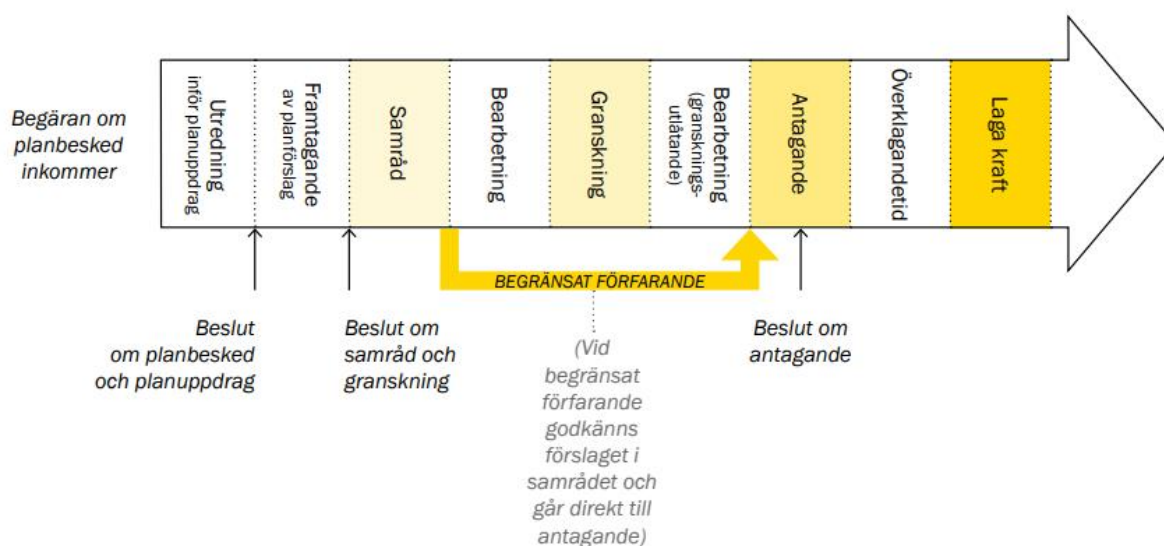 Begäran om
planbesked
inkommer
Utredning
inför planuppdrag
Framtagande
av planförslag
Samråd
Bearbetning
Granskning
Bearbetning
(gransknings-
utlåtande)
Antagande
Överklagandetid
Laga kraft
BEGRÄNSAT FÖRFARANDE
Beslut
om planbesked
och planuppdrag
Beslut om
samråd och
granskning
(Vid
begränsat
förfarande
godkänns
förslaget i
samrådet och
går direkt till
antagande)
Beslut om
antagande